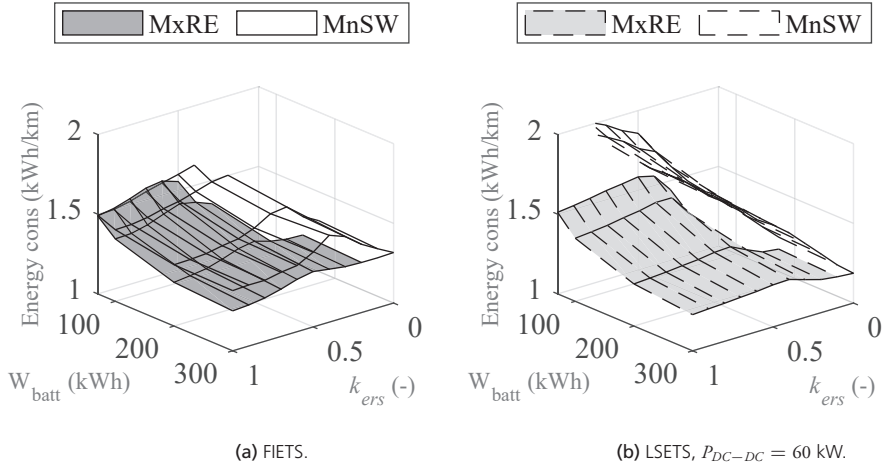 MxRE MnSW
Energy cons (kWh/km)
2
1.5
1
100
200
300
W_batt (kWh)
1
0.5
0
k_ers (-)
(a) FIETS.
MxRE MnSW
Energy cons (kWh/km)
2
1.5
1
100
200
300
W_batt (kWh)
1
0.5
0
k_ers (-)
(b) LSETS, P_DC−DC = 60 kW.